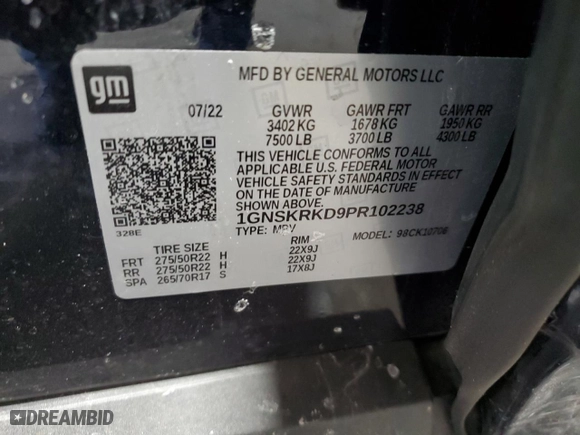 gm
MFD BY GENERAL MOTORS LLC
07/22 GVWR GAWR FRT GAWR RR
3402 KG 1678 KG 1950 KG
7500 LB 3700 LB 4300 LB
THIS VEHICLE CONFORMS TO ALL
APPLICABLE U.S. FEDERAL MOTOR
VEHICLE SAFETY STANDARDS IN EFFECT
ON THE DATE OF MANUFACTURE
SHOWN ABOVE.
1GNSKRKD9PR102238
328E
TYPE: MPV MODEL: 98CK10706
TIRE SIZE RIM
FRT 275/50R22 H 22X9J
RR 275/50R22 H 22X9J
SPA 265/70R17 S 17X8J
DREAMBID